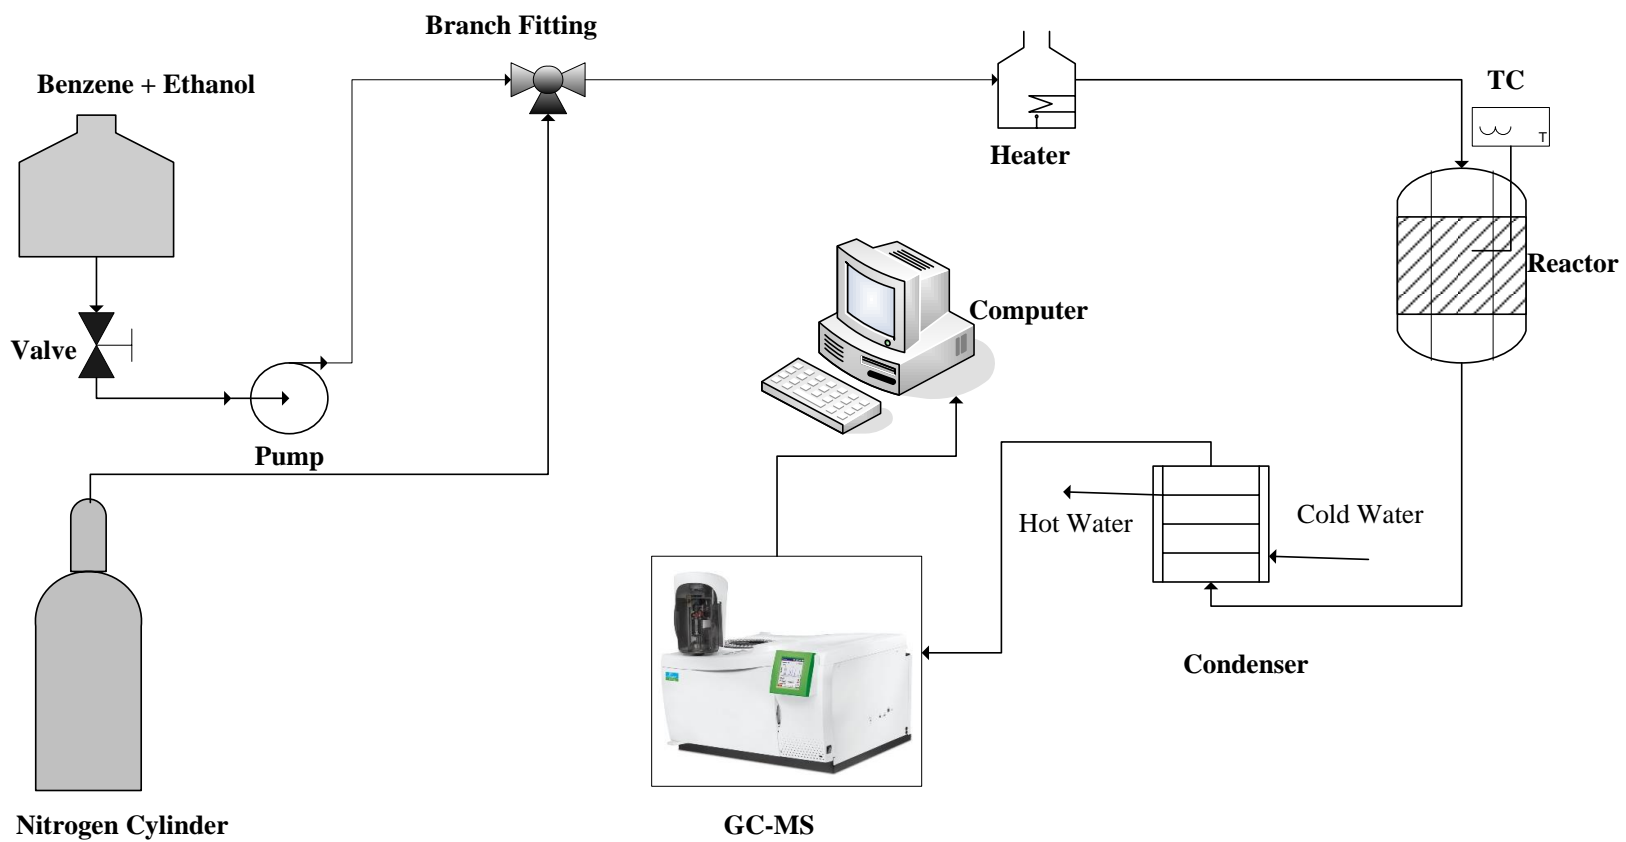 Branch Fitting
Benzene + Ethanol
TC
T
Heater
Reactor
Computer
Valve
Pump
Hot Water
Cold Water
Condenser
Nitrogen Cylinder
GC-MS